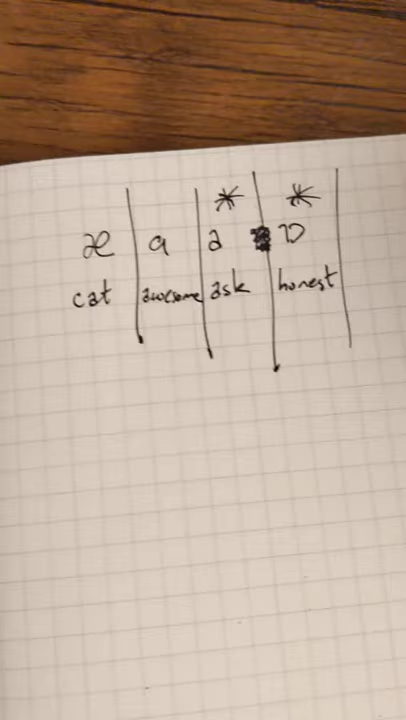 * *
æ ɑ a ɒ
cat awesome ask honest